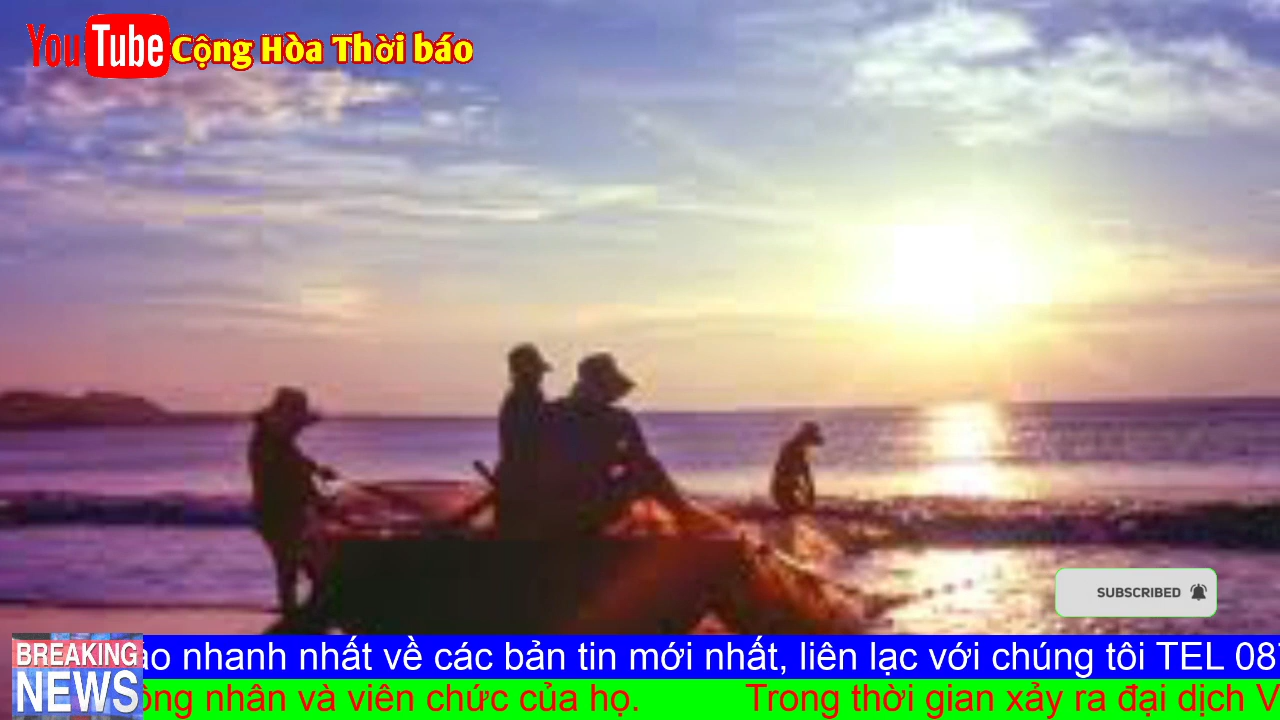 YouTube Cộng Hòa Thời báo
SUBSCRIBED
BREAKING
NEWS
nhanh nhất về các bản tin mới nhất, liên lạc với chúng tôi TEL
nhân và viên chức của họ. Trong thời gian xảy ra đại dịch